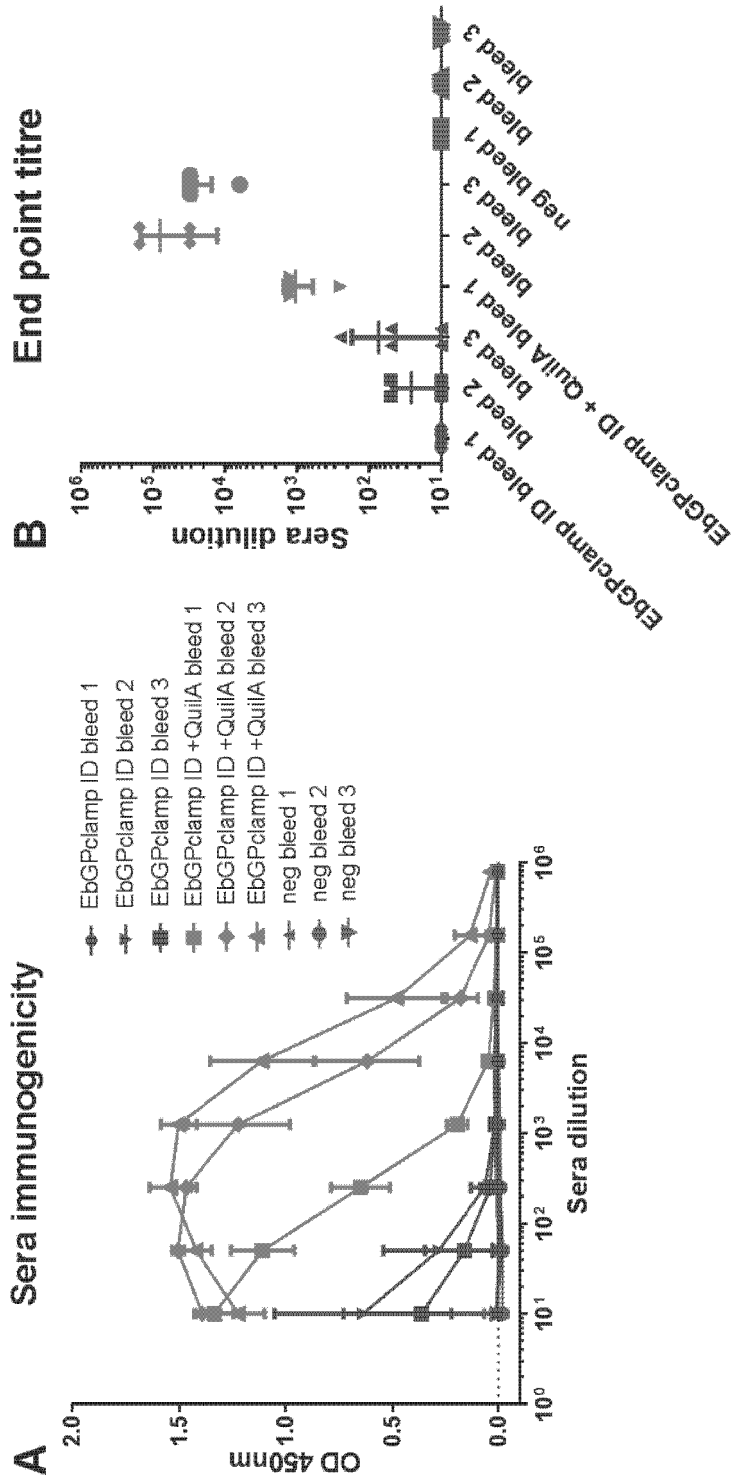 A
Sera immunogenicity
2.0
1.5
1.0
0.5
0.0
OD 450nm
10^0
10^1
10^2
10^3
10^4
10^5
10^6
Sera dilution
EbGPclamp ID bleed 1
EbGPclamp ID bleed 2
EbGPclamp ID bleed 3
EbGPclamp ID +QuilA bleed 1
EbGPclamp ID +QuilA bleed 2
EbGPclamp ID +QuilA bleed 3
neg bleed 1
neg bleed 2
neg bleed 3
B
End point titre
10^6
10^5
10^4
10^3
10^2
10^1
Sera dilution
EbGPclamp ID bleed 1
bleed 2
bleed 3
EbGPclamp ID + QuilA bleed 1
bleed 2
bleed 3
neg bleed 1
bleed 2
bleed 3